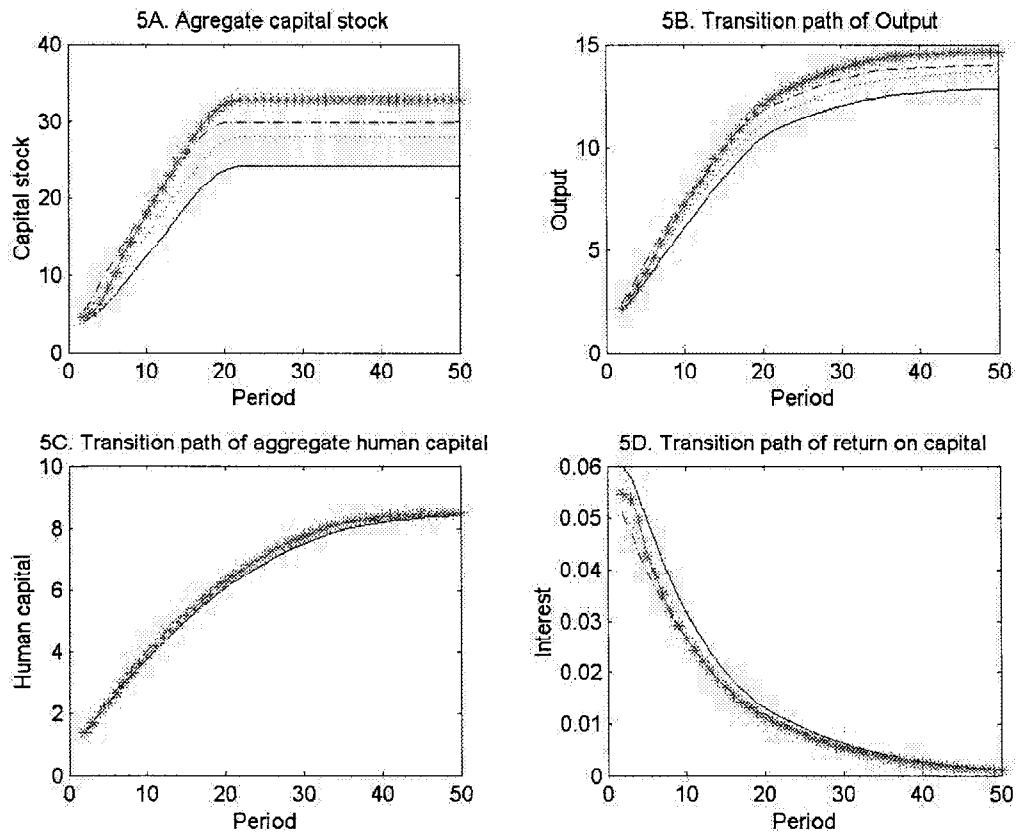 5A. Agregate capital stock
40
30
20
10
0
Capital stock
0 10 20 30 40 50
Period
5B. Transition path of Output
15
10
5
0
Output
0 10 20 30 40 50
Period
5C. Transition path of aggregate human capital
10
8
6
4
2
0
Human capital
0 10 20 30 40 50
Period
5D. Transition path of return on capital
0.06
0.05
0.04
0.03
0.02
0.01
0
Interest
0 10 20 30 40 50
Period